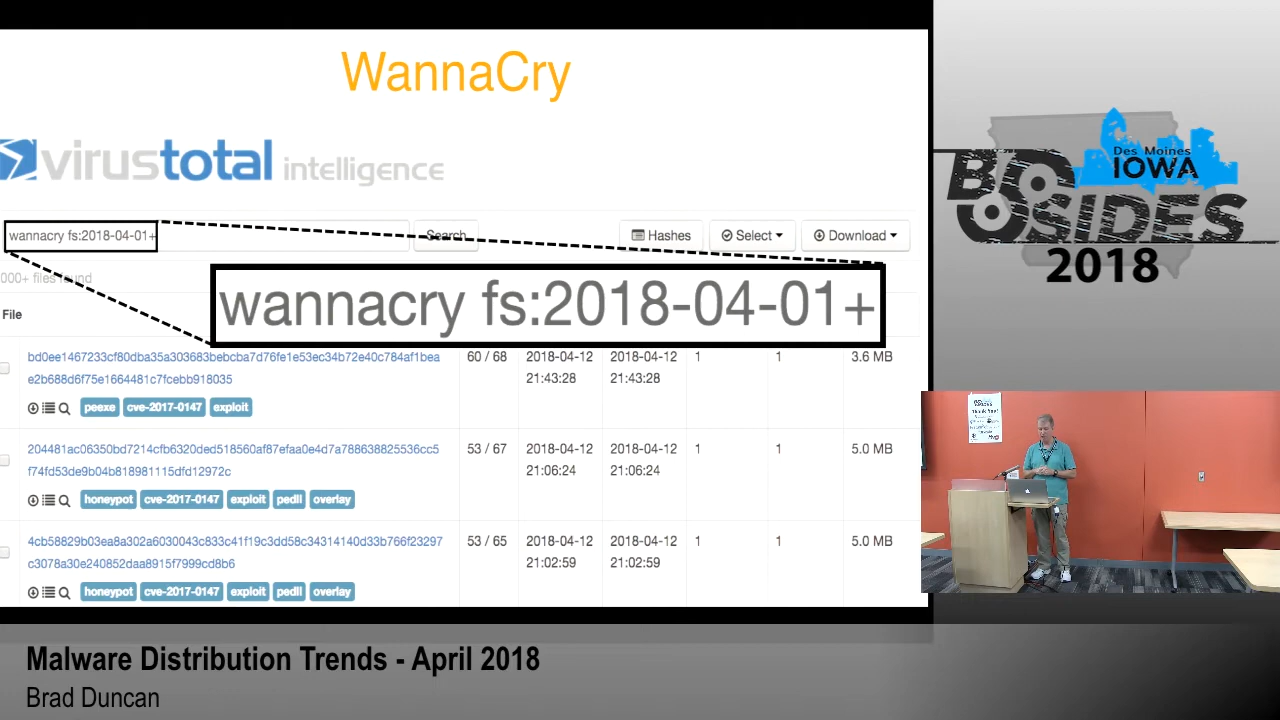 WannaCry
virustotal intelligence
wannacry fs:2018-04-01+
Search
Hashes
Select
Download
000+ files found
wannacry fs:2018-04-01+
File
bd0ee1467233cf80dba35a303683bebcba7d76fe1e53ec34b72e40c784af1bea
e2b688d6f75e1664481c7fcebb918035
60 / 68
2018-04-12
21:43:28
2018-04-12
21:43:28
1
1
3.6 MB
peexe cve-2017-0147 exploit
204481ac06350bd7214cfb6320ded518560af87efaa0e4d7a788638825536cc5
f74fd53de9b04b818981115dfd12972c
53 / 67
2018-04-12
21:06:24
2018-04-12
21:06:24
1
1
5.0 MB
honeypot cve-2017-0147 exploit pedll overlay
4cb58829b03ea8a302a6030043c833c41f19c3dd58c34314140d33b766f23297
c3078a30e240852daa8915f7999cd8b6
53 / 65
2018-04-12
21:02:59
2018-04-12
21:02:59
1
1
5.0 MB
honeypot cve-2017-0147 exploit pedll overlay
Des Moines
IOWA
BSIDES
2018
Thank You!
Malware Distribution Trends - April 2018
Brad Duncan